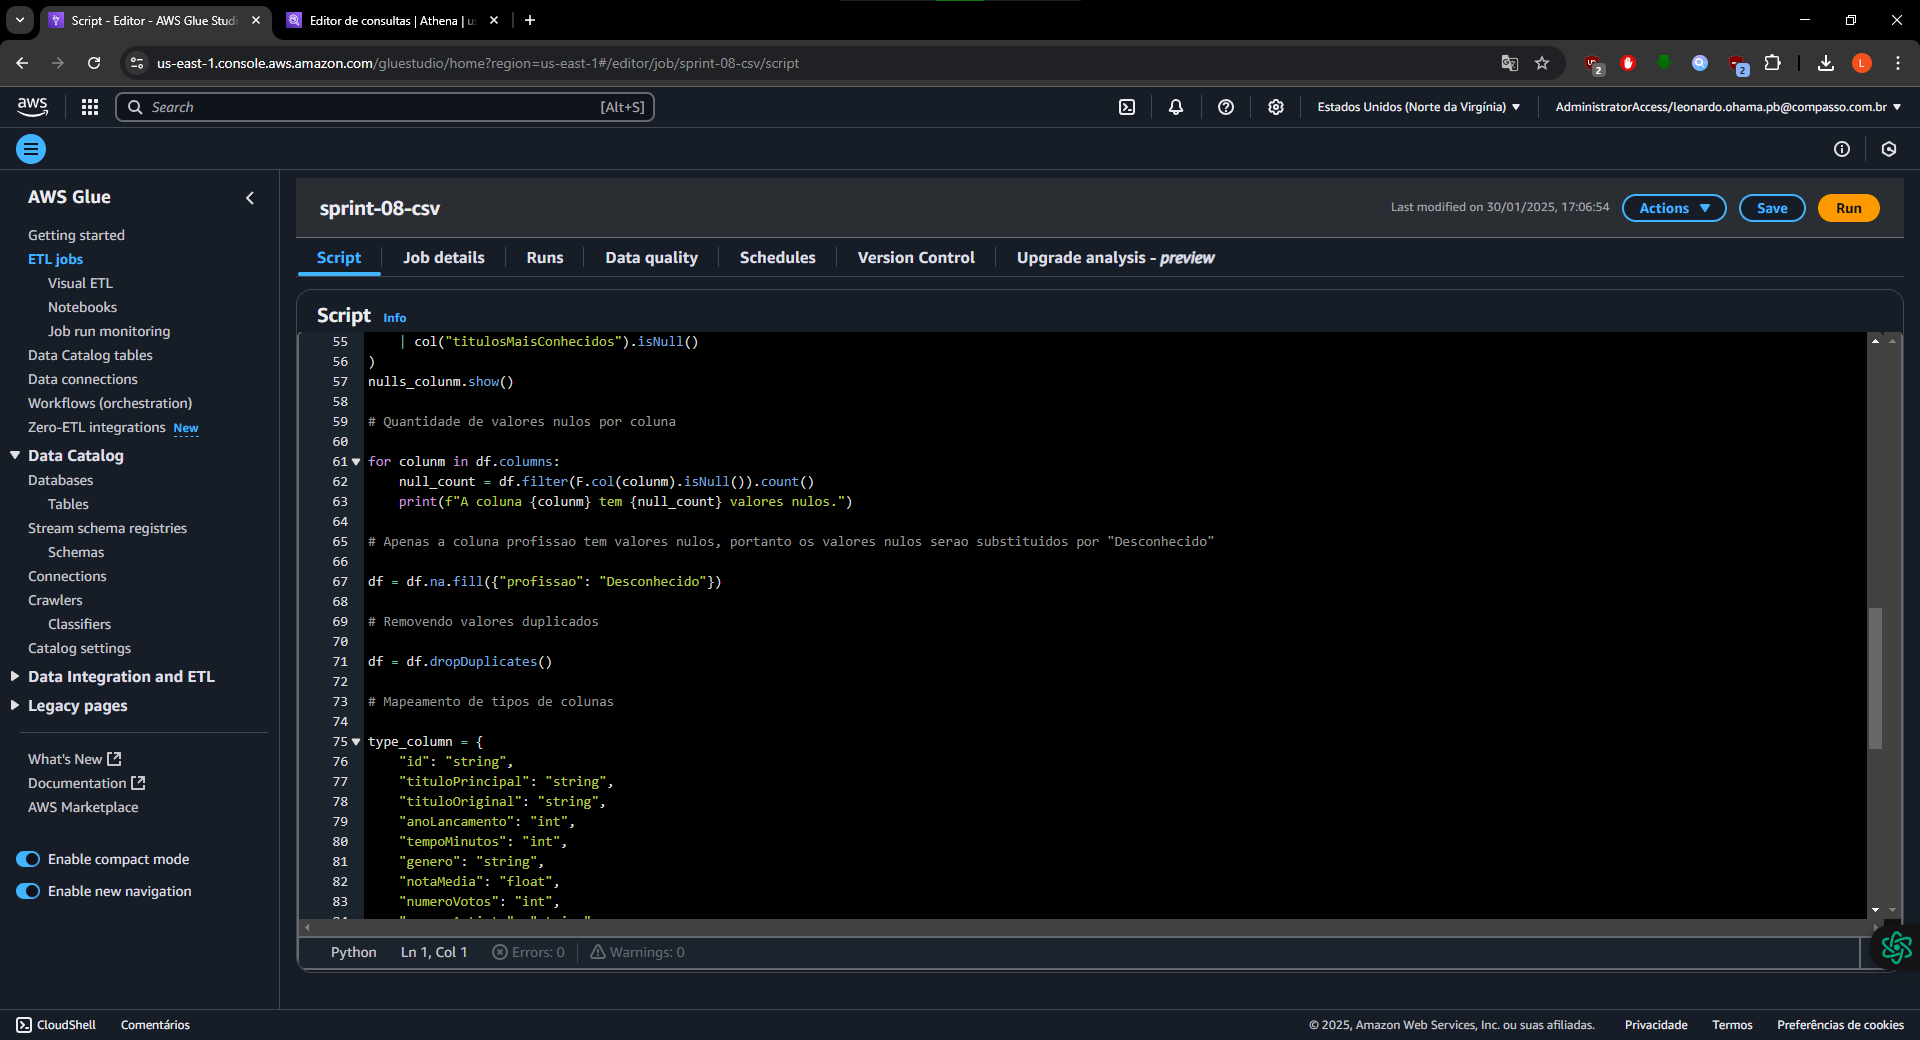 Script - Editor - AWS Glue Studi
Editor de consultas | Athena | us
us-east-1.console.aws.amazon.com/gluestudio/home?region=us-east-1#/editor/job/sprint-08-csv/script
2
2
L
aws
Search
[Alt+S]
Estados Unidos (Norte da Virgínia)
AdministratorAccess/leonardo.ohama.pb@compasso.com.br
AWS Glue
Getting started
ETL jobs
Visual ETL
Notebooks
Job run monitoring
Data Catalog tables
Data connections
Workflows (orchestration)
Zero-ETL integrations New
Data Catalog
Databases
Tables
Stream schema registries
Schemas
Connections
Crawlers
Classifiers
Catalog settings
Data Integration and ETL
Legacy pages
What's New
Documentation
AWS Marketplace
Enable compact mode
Enable new navigation
sprint-08-csv
Last modified on 30/01/2025, 17:06:54
Actions
Save
Run
Script
Job details
Runs
Data quality
Schedules
Version Control
Upgrade analysis - preview
Script Info
55 | col("titulosMaisConhecidos").isNull()
56 )
57 nulls_colunm.show()
58
59 # Quantidade de valores nulos por coluna
60
61 for colunm in df.columns:
62 null_count = df.filter(F.col(colunm).isNull()).count()
63 print(f"A coluna {colunm} tem {null_count} valores nulos.")
64
65 # Apenas a coluna profissao tem valores nulos, portanto os valores nulos serao substituidos por "Desconhecido"
66
67 df = df.na.fill({"profissao": "Desconhecido"})
68
69 # Removendo valores duplicados
70
71 df = df.dropDuplicates()
72
73 # Mapeamento de tipos de colunas
74
75 type_column = {
76 "id": "string",
77 "tituloPrincipal": "string",
78 "tituloOriginal": "string",
79 "anoLancamento": "int",
80 "tempoMinutos": "int",
81 "genero": "string",
82 "notaMedia": "float",
83 "numeroVotos": "int",
Python
Ln 1, Col 1
Errors: 0
Warnings: 0
CloudShell
Comentários
© 2025, Amazon Web Services, Inc. ou suas afiliadas.
Privacidade
Termos
Preferências de cookies